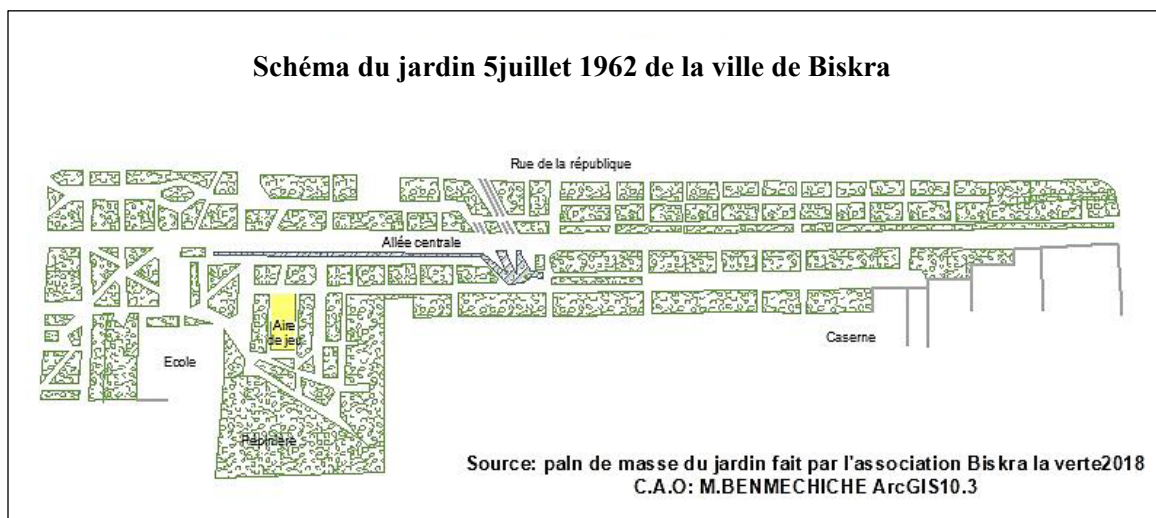 Schéma du jardin 5juillet 1962 de la ville de Biskra
Rue de la république
Allée centrale
Aire
de jeu
Ecole
Caserne
Pépinière
Source: paln de masse du jardin fait par l'association Biskra la verte2018
C.A.O: M.BENMECHICHE ArcGIS10.3